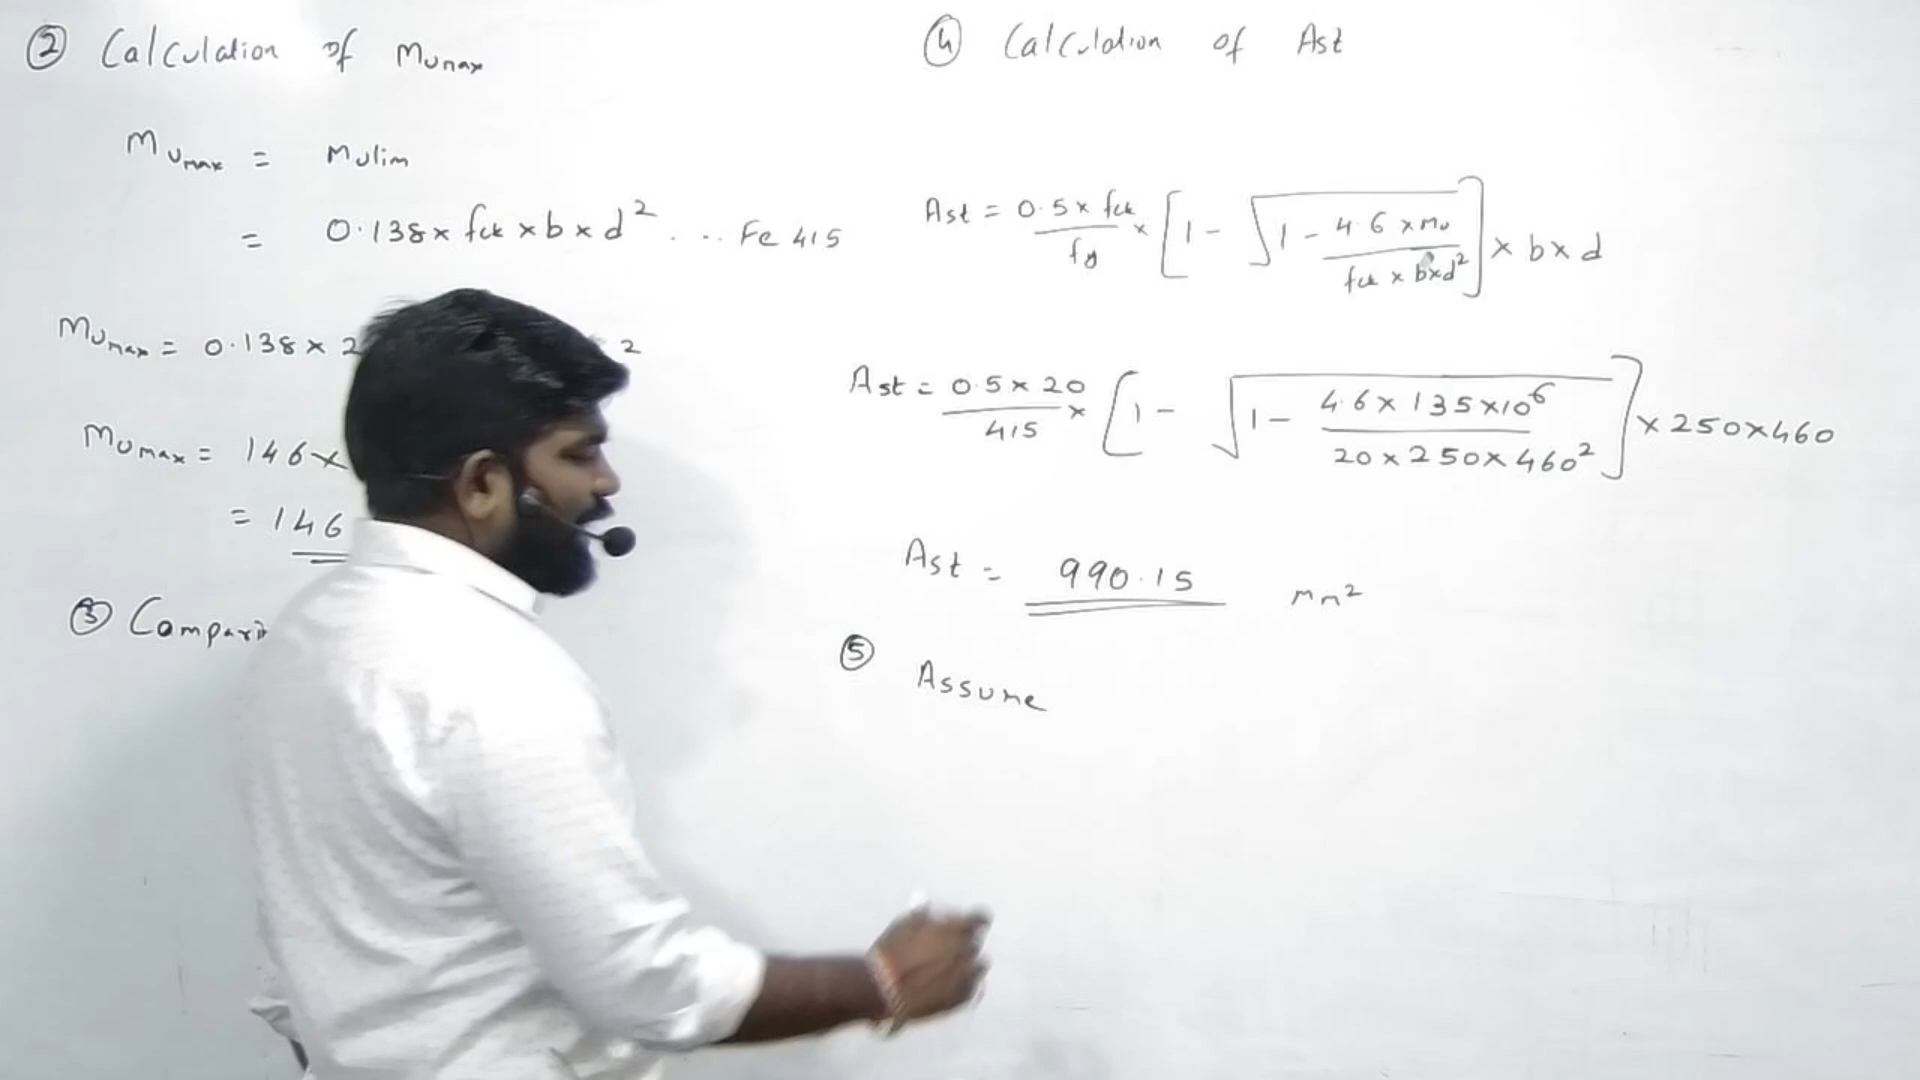 ② Calculation of Mumax
Mumax = Mulim
= 0.138 x fck x b x d² ... Fe 415
Mumax = 0.138 x 2 2
Mumax = 146 x
= 146
③
④ Calculation of Ast
Ast = 0.5 x fck / fy x [1 - √(1 - 4.6 x Mu / fck x bxd²)] x b x d
Ast = 0.5 x 20 / 415 x [1 - √(1 - 4.6 x 135 x 10⁶ / 20 x 250 x 460²)] x 250 x 460
Ast = 990.15 mm²
⑤ Assume